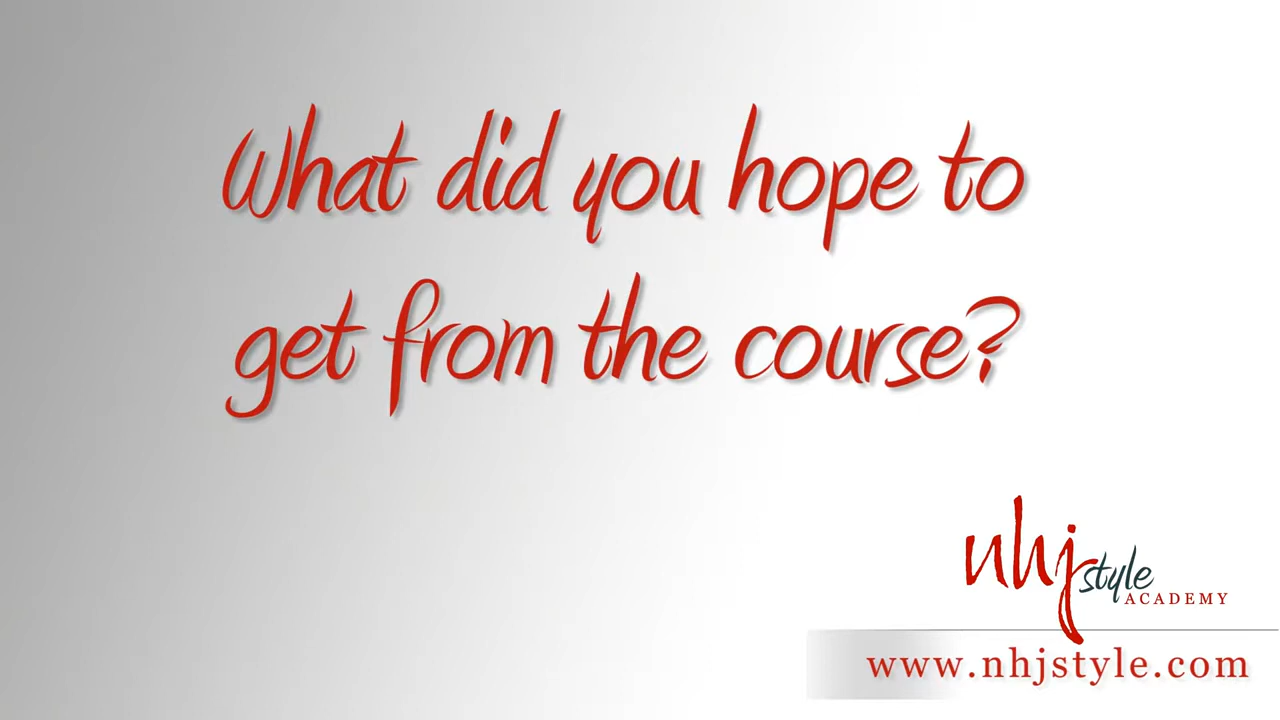 What did you hope to
get from the course?
nhj style
ACADEMY
www.nhjstyle.com